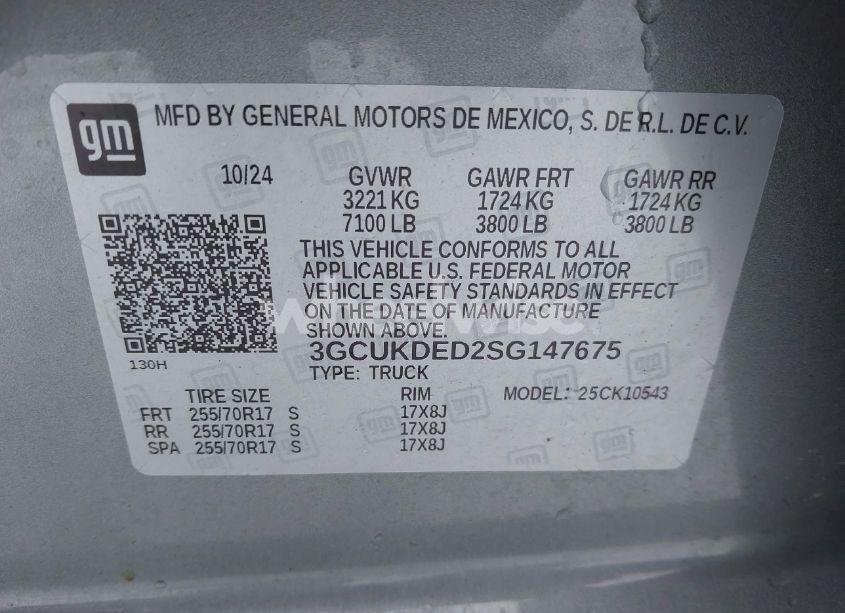 gm
MFD BY GENERAL MOTORS DE MEXICO, S. DE R.L. DE C.V.
10/24 GVWR GAWR FRT GAWR RR
3221 KG 1724 KG 1724 KG
7100 LB 3800 LB 3800 LB
THIS VEHICLE CONFORMS TO ALL
APPLICABLE U.S. FEDERAL MOTOR
VEHICLE SAFETY STANDARDS IN EFFECT
ON THE DATE OF MANUFACTURE
SHOWN ABOVE.
3GCUKDED2SG147675
130H
TYPE: TRUCK
TIRE SIZE RIM MODEL: 25CK10543
FRT 255/70R17 S 17X8J
RR 255/70R17 S 17X8J
SPA 255/70R17 S 17X8J